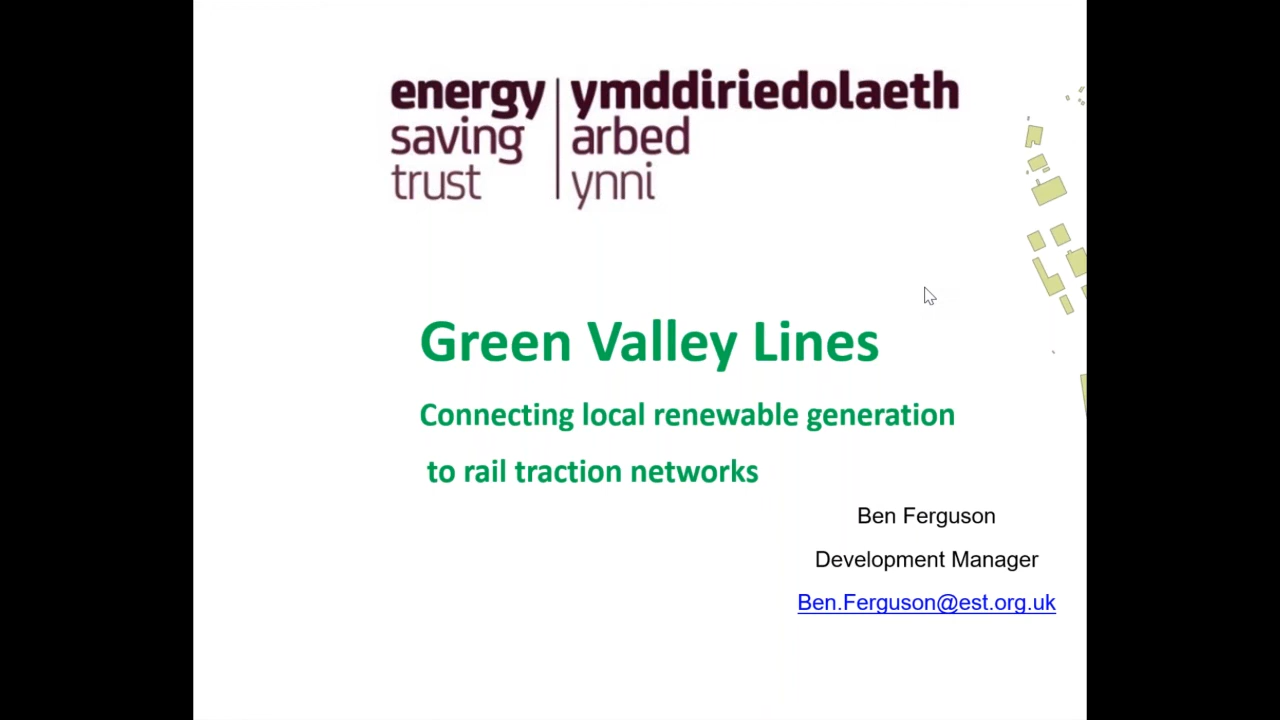 energy
saving
trust
ymddiriedolaeth
arbed
ynni
Green Valley Lines
Connecting local renewable generation
to rail traction networks
Ben Ferguson
Development Manager
Ben.Ferguson@est.org.uk